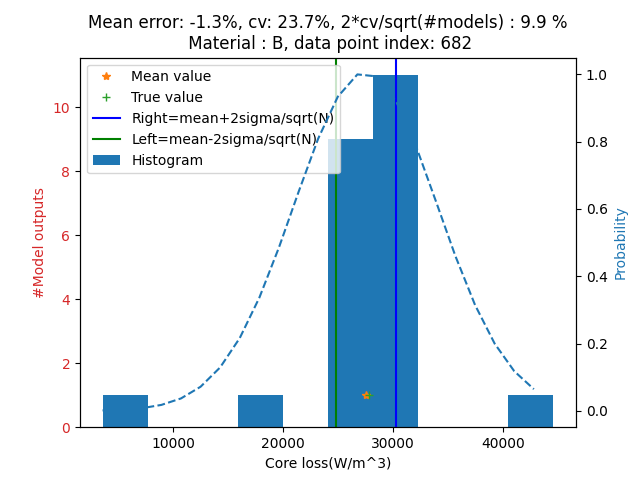 Mean error: -1.3%, cv: 23.7%, 2*cv/sqrt(#models) : 9.9 %
Material : B, data point index: 682
Mean value
True value
Right=mean+2sigma/sqrt(N)
Left=mean-2sigma/sqrt(N)
Histogram
#Model outputs
10
8
6
4
2
0
1.0
0.8
0.6
0.4
0.2
0.0
Probability
10000 20000 30000 40000
Core loss(W/m^3)